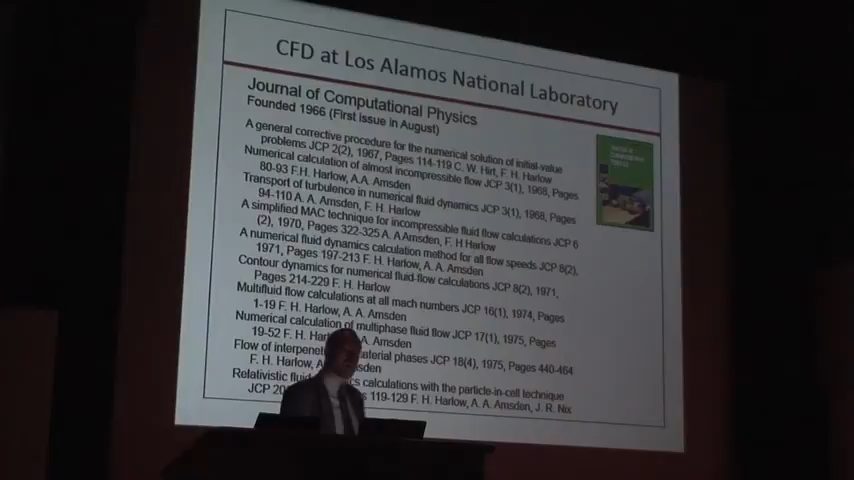 CFD at Los Alamos National Laboratory
Journal of Computational Physics
Founded 1966 (First issue in August)
A general corrective procedure for the numerical solution of initial-value
problems JCP 2(2), 1967, Pages 114-119 C. W. Hirt, F. H. Harlow
Numerical calculation of almost incompressible flow JCP 3(1), 1968, Pages
80-93 F.H. Harlow, A.A. Amsden
Transport of turbulence in numerical fluid dynamics JCP 3(1), 1968, Pages
94-110 A. A. Amsden, F. H. Harlow
A simplified MAC technique for incompressible fluid flow calculations JCP 6
(2), 1970, Pages 322-325 A. A Amsden, F. H Harlow
A numerical fluid dynamics calculation method for all flow speeds JCP 8(2),
1971, Pages 197-213 F. H. Harlow, A. A. Amsden
Contour dynamics for numerical fluid-flow calculations JCP 8(2), 1971,
Pages 214-229 F. H. Harlow
Multifluid flow calculations at all mach numbers JCP 16(1), 1974, Pages
1-19 F. H. Harlow, A. A. Amsden
Numerical calculation of multiphase fluid flow JCP 17(1), 1975, Pages
19-52 F. H. A. Amsden
Flow of material phases JCP 18(4), 1975, Pages 440-464
F. H. Harlow,
Relativistic calculations with the particle-in-cell technique
JCP 119-129 F. H. Harlow, A. A. Amsden, J. R. Nix